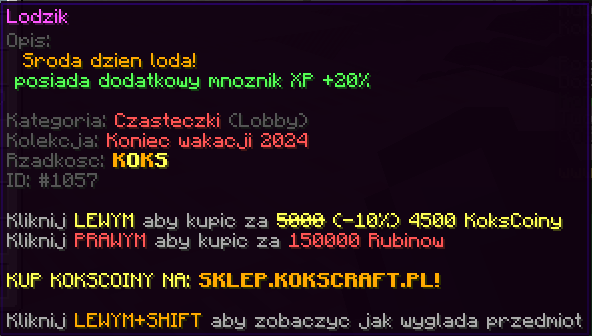 Lodzik
Opis:
Sroda dzien loda!
posiada dodatkowy mnoznik XP +20%
Kategoria: Czasteczki (Lobby)
Kolekcja: Koniec wakacji 2024
Rzadkosc: KOKS
ID: #1057
Kliknij LEWYM aby kupic za 5000 (-10%) 4500 KoksCoiny
Kliknij PRAWYM aby kupic za 150000 Rubinow
KUP KOKSCOINY NA: SKLEP.KOKSCRAFT.PL!
Kliknij LEWYM+SHIFT aby zobaczyc jak wyglada przedmiot